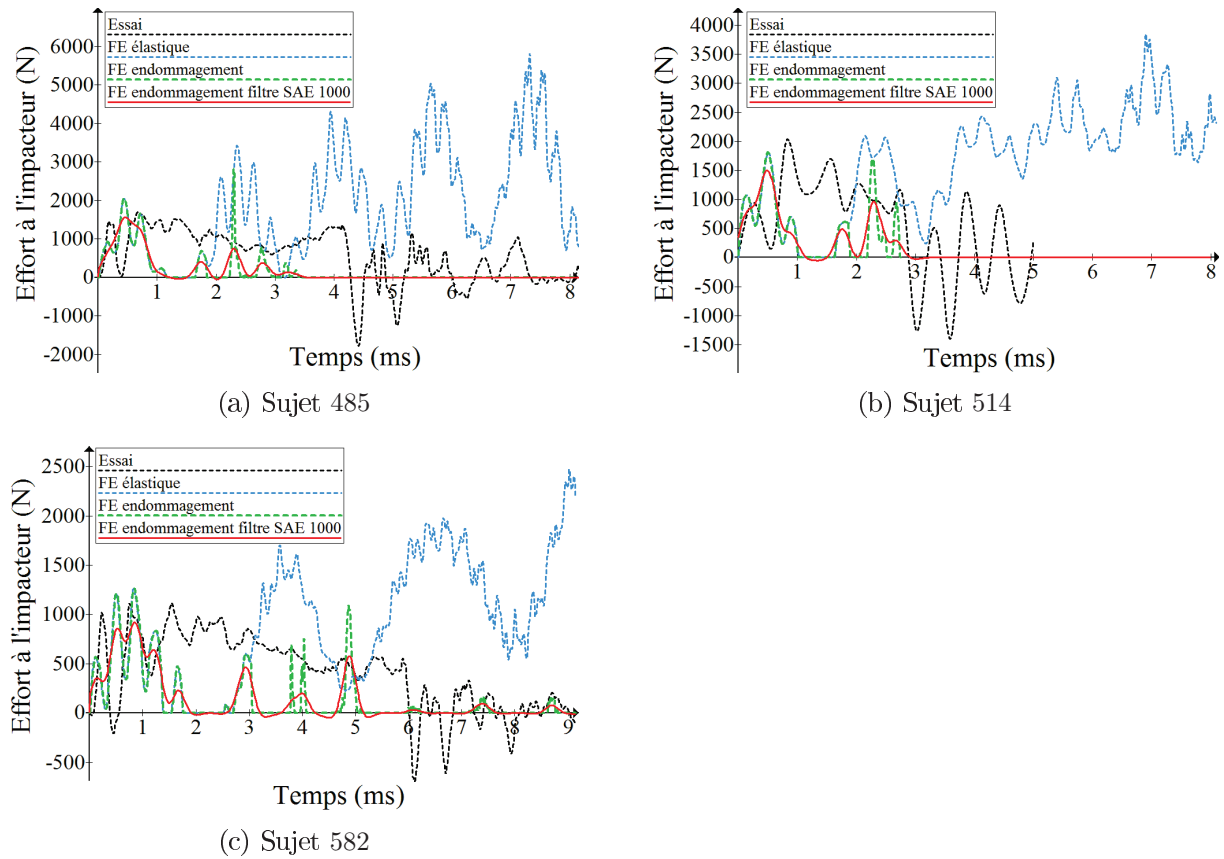 Effort à l'impacteur (N)
Essai
FE élastique
FE endommagement
FE endommagement filtre SAE 1000
6000
5000
4000
3000
2000
1000
0
-1000
-2000
1 2 3 4 5 6 7 8
Temps (ms)
(a) Sujet 485
Effort à l'impacteur (N)
Essai
FE élastique
FE endommagement
FE endommagement filtre SAE 1000
4000
3500
3000
2500
2000
1500
1000
500
0
-500
-1000
-1500
1 2 3 4 5 6 7 8
Temps (ms)
(b) Sujet 514
Effort à l'impacteur (N)
Essai
FE élastique
FE endommagement
FE endommagement filtre SAE 1000
2500
2000
1500
1000
500
0
-500
1 2 3 4 5 6 7 8 9
Temps (ms)
(c) Sujet 582